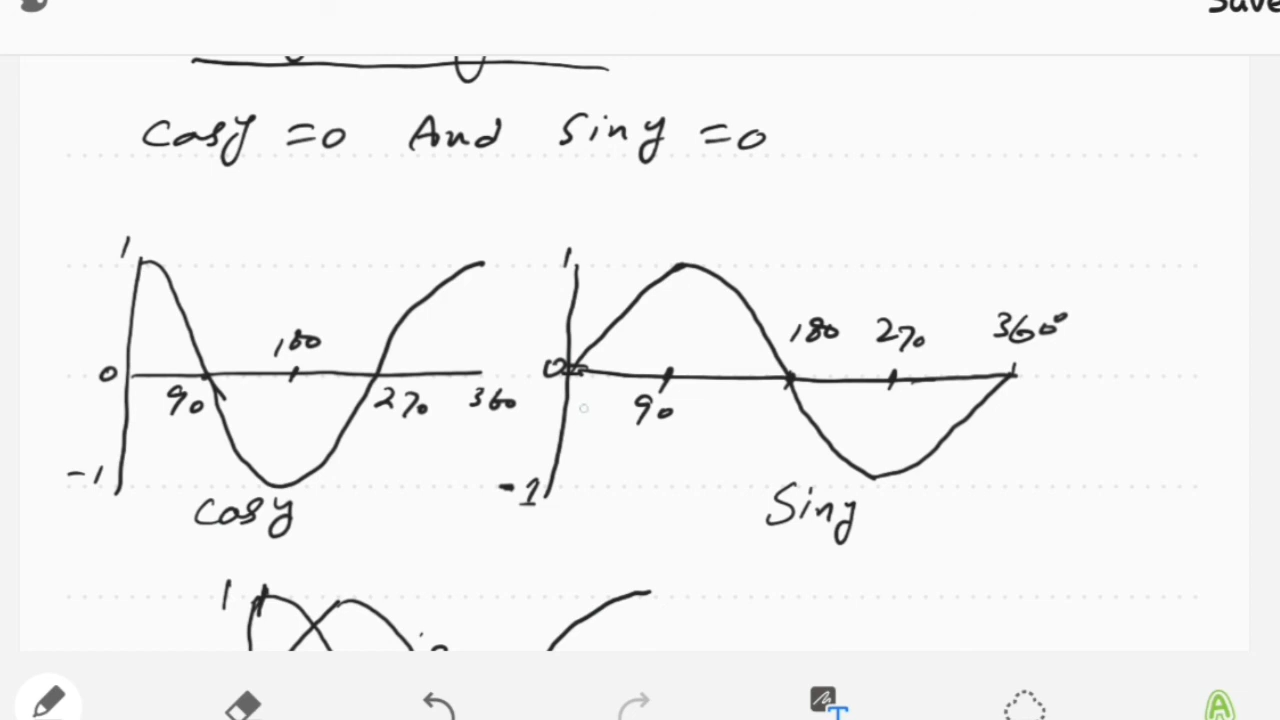 Save
Cosy =0 And Siny =0
1
1
180
180 270 360°
0
0
90 270 360
90
-1
-1
Cosy
Siny
1